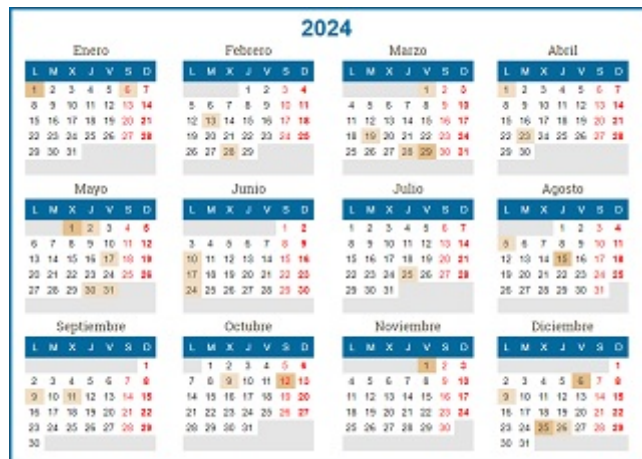 2024
Enero Febrero Marzo Abril
L M X J V S D L M X J V S D L M X J V S D L M X J V S D
1 2 3 4 5 6 7 1 2 3 4 1 2 3 1 2 3 4 5 6 7
8 9 10 11 12 13 14 5 6 7 8 9 10 11 4 5 6 7 8 9 10 8 9 10 11 12 13 14
15 16 17 18 19 20 21 12 13 14 15 16 17 18 11 12 13 14 15 16 17 15 16 17 18 19 20 21
22 23 24 25 26 27 28 19 20 21 22 23 24 25 18 19 20 21 22 23 24 22 23 24 25 26 27 28
29 30 31 26 27 28 29 25 26 27 28 29 30 31 29 30
Mayo Junio Julio Agosto
L M X J V S D L M X J V S D L M X J V S D L M X J V S D
1 2 3 4 5 1 2 1 2 3 4 5 6 7 1 2 3 4
6 7 8 9 10 11 12 3 4 5 6 7 8 9 8 9 10 11 12 13 14 5 6 7 8 9 10 11
13 14 15 16 17 18 19 10 11 12 13 14 15 16 15 16 17 18 19 20 21 12 13 14 15 16 17 18
20 21 22 23 24 25 26 17 18 19 20 21 22 23 22 23 24 25 26 27 28 19 20 21 22 23 24 25
27 28 29 30 31 24 25 26 27 28 29 30 29 30 31 26 27 28 29 30 31
Septiembre Octubre Noviembre Diciembre
L M X J V S D L M X J V S D L M X J V S D L M X J V S D
1 1 2 3 4 5 6 1 2 3 1
2 3 4 5 6 7 8 7 8 9 10 11 12 13 4 5 6 7 8 9 10 2 3 4 5 6 7 8
9 10 11 12 13 14 15 14 15 16 17 18 19 20 11 12 13 14 15 16 17 9 10 11 12 13 14 15
16 17 18 19 20 21 22 21 22 23 24 25 26 27 18 19 20 21 22 23 24 16 17 18 19 20 21 22
23 24 25 26 27 28 29 28 29 30 31 25 26 27 28 29 30 23 24 25 26 27 28 29
30 30 31